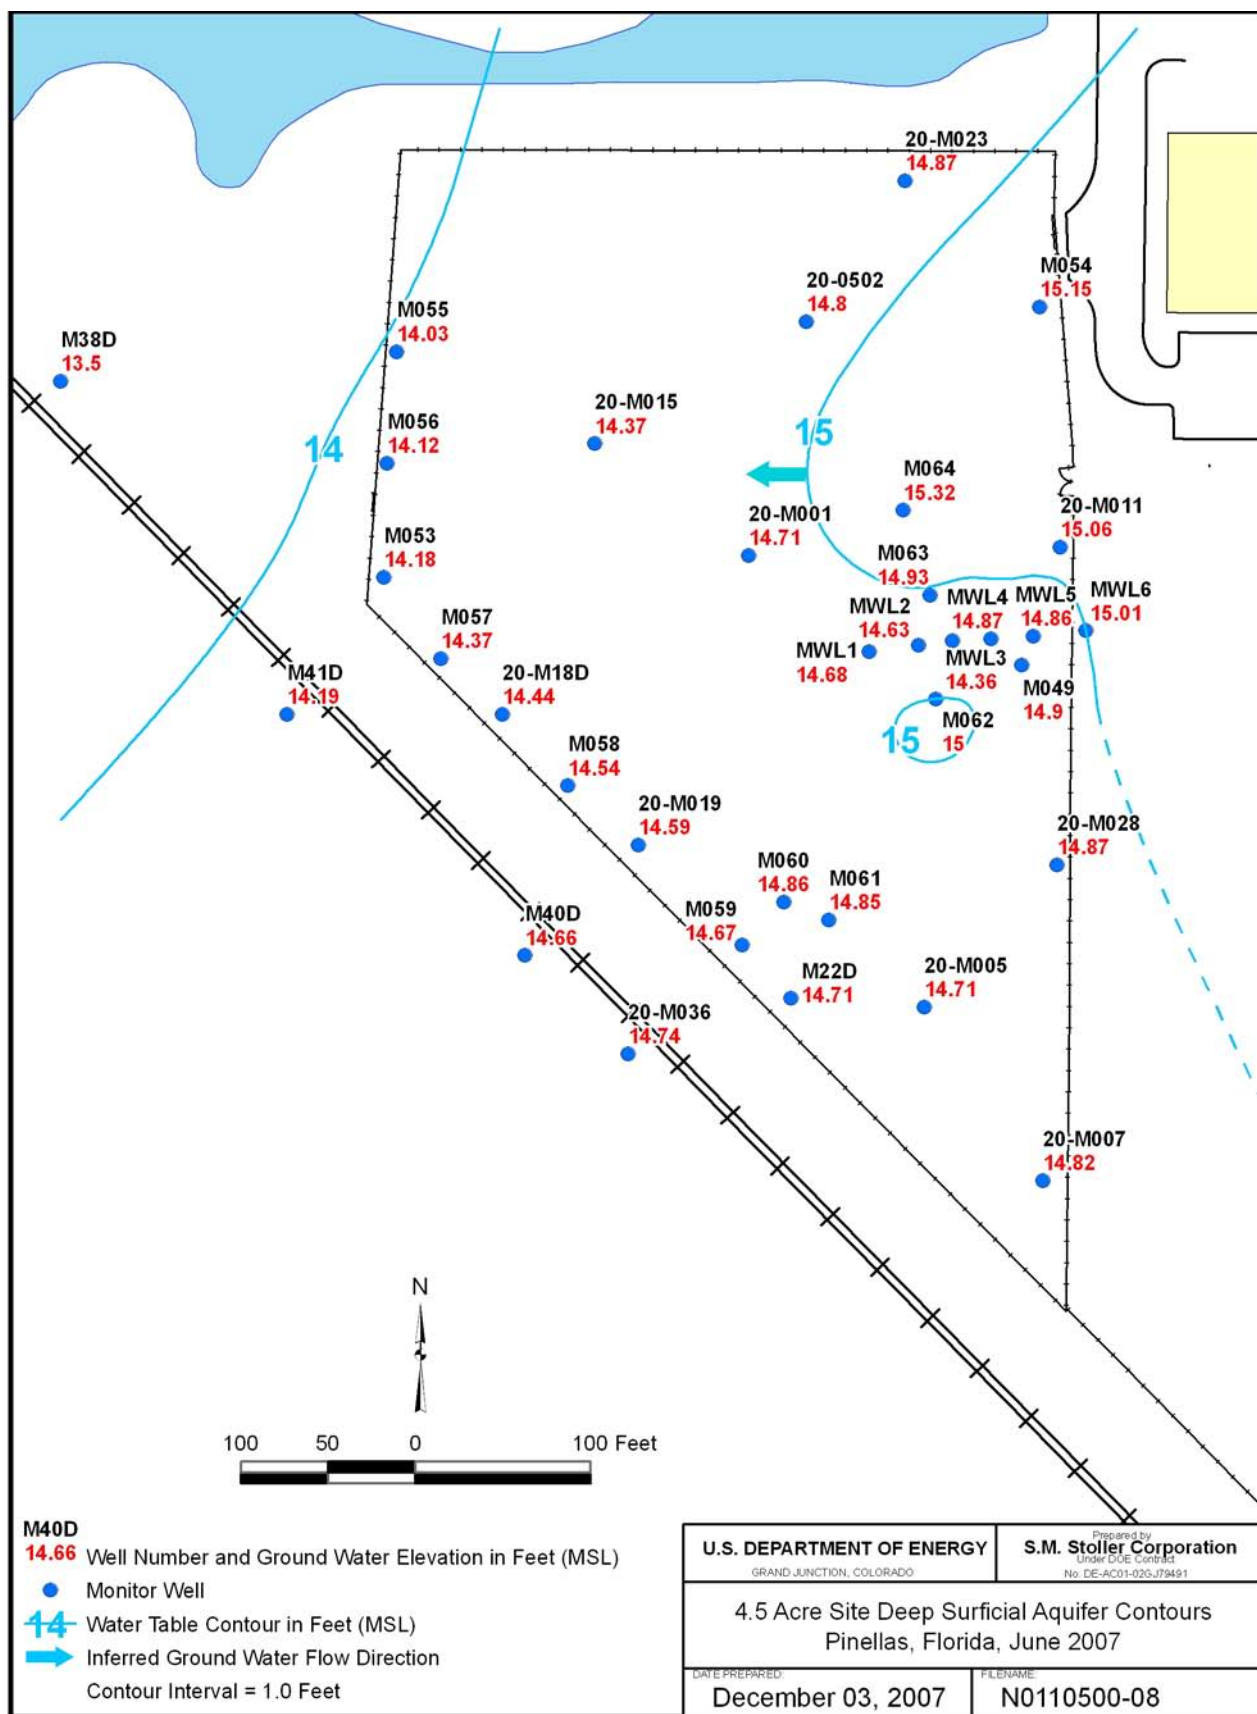 20-M023
14.87
M054
15.15
20-0502
14.8
M055
14.03
M38D
13.5
20-M015
14.37
M056
14.12
14
15
M064
15.32
20-M001
14.71
20-M011
15.06
M053
14.18
M063
14.93
MWL2
14.63
MWL4
14.87
MWL5
14.86
MWL6
15.01
M057
14.37
MWL1
14.68
MWL3
14.36
M049
14.9
M41D
14.19
20-M18D
14.44
M062
15
15
M058
14.54
20-M019
14.59
20-M028
14.87
M060
14.86
M061
14.85
M059
14.67
M40D
14.66
M22D
14.71
20-M005
14.71
20-M036
14.74
20-M007
14.82
N
100 50 0 100 Feet
M40D
14.66 Well Number and Ground Water Elevation in Feet (MSL)
Monitor Well
14 Water Table Contour in Feet (MSL)
Inferred Ground Water Flow Direction
Contour Interval = 1.0 Feet
U.S. DEPARTMENT OF ENERGY
GRAND JUNCTION, COLORADO
Prepared by
S.M. Stoller Corporation
Under DOE Contract
No. DE-AC01-02GJ79491
4.5 Acre Site Deep Surficial Aquifer Contours
Pinellas, Florida, June 2007
DATE PREPARED:
December 03, 2007
FILENAME:
N0110500-08